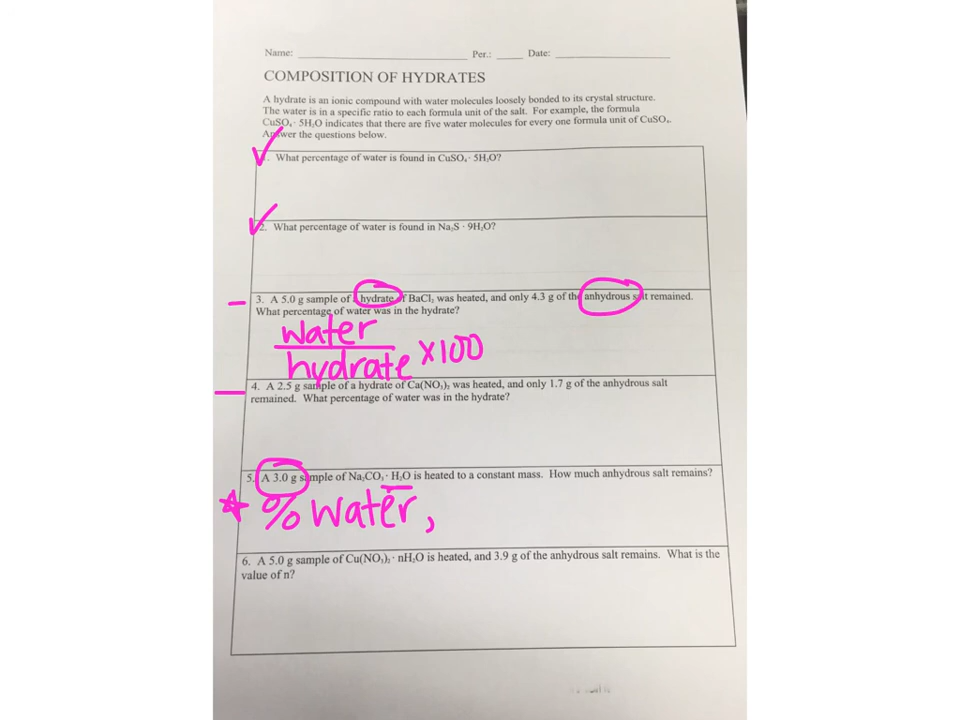 Name: ____________ Per.: ____ Date: ____________
COMPOSITION OF HYDRATES
A hydrate is an ionic compound with water molecules loosely bonded to its crystal structure.
The water is in a specific ratio to each formula unit of the salt. For example, the formula
CuSO₄ · 5H₂O indicates that there are five water molecules for every one formula unit of CuSO₄.
Answer the questions below.
1. What percentage of water is found in CuSO₄ · 5H₂O?
2. What percentage of water is found in Na₂S · 9H₂O?
3. A 5.0 g sample of a hydrate of BaCl₂ was heated, and only 4.3 g of the anhydrous salt remained.
What percentage of water was in the hydrate?
water
hydrate ×100
4. A 2.5 g sample of a hydrate of Ca(NO₃)₂ was heated, and only 1.7 g of the anhydrous salt
remained. What percentage of water was in the hydrate?
5. A 3.0 g sample of Na₂CO₃ · H₂O is heated to a constant mass. How much anhydrous salt remains?
% water,
6. A 5.0 g sample of Cu(NO₃)₂ · nH₂O is heated, and 3.9 g of the anhydrous salt remains. What is the
value of n?